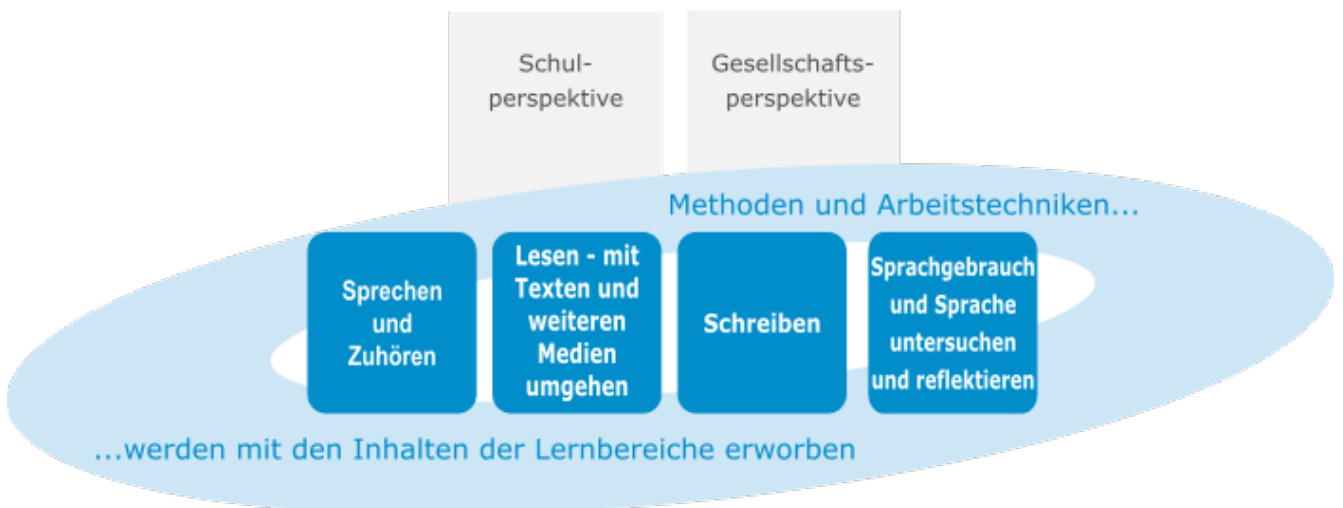 Schul-
perspektive
Gesellschafts-
perspektive
Methoden und Arbeitstechniken...
Sprechen
und
Zuhören
Lesen - mit
Texten und
weiteren
Medien
umgehen
Schreiben
Sprachgebrauch
und Sprache
untersuchen
und reflektieren
...werden mit den Inhalten der Lernbereiche erworben